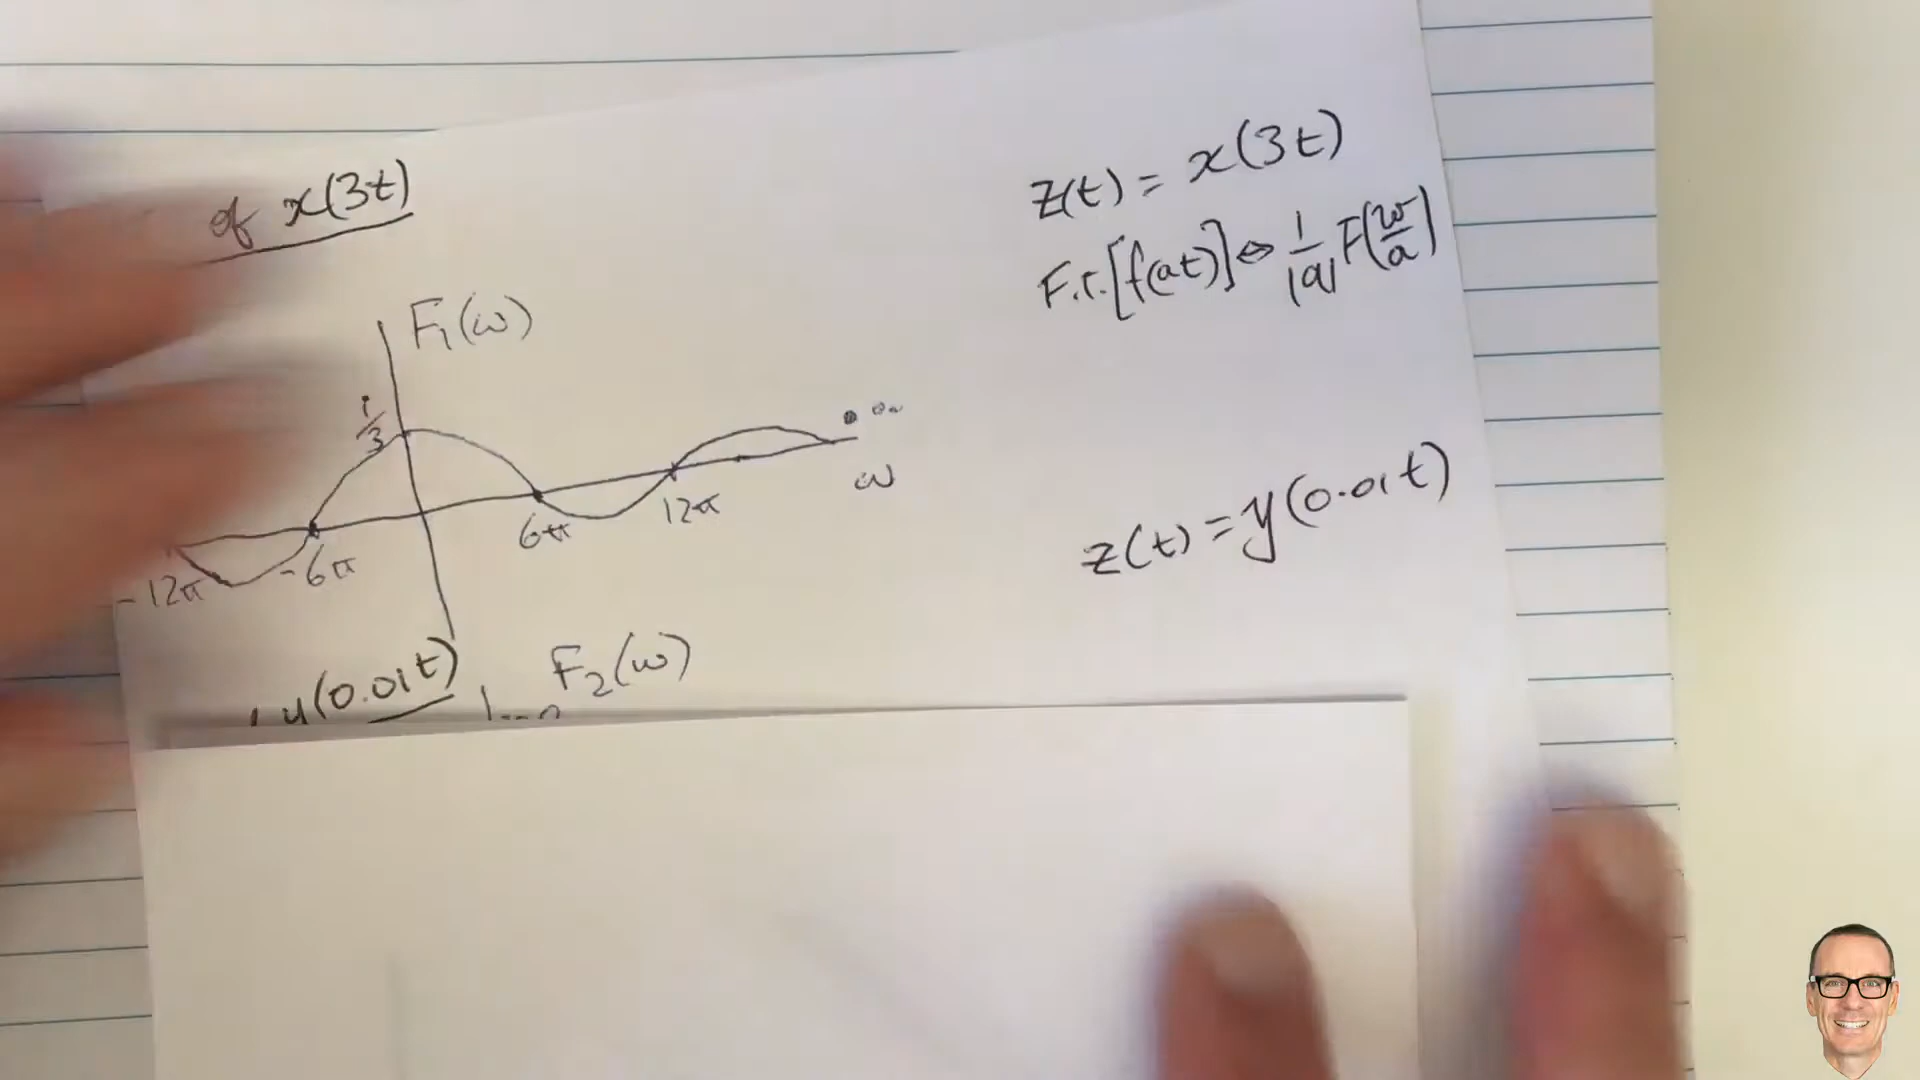 of x(3t)
z(t) = x(3t)
F.T.[f(at)] ⇔ 1/|a| F(w/a)
F₁(ω)
1/3
ω
6π
12π
-6π
-12π
z(t) = y(0.01t)
y(0.01t)
F₂(ω)